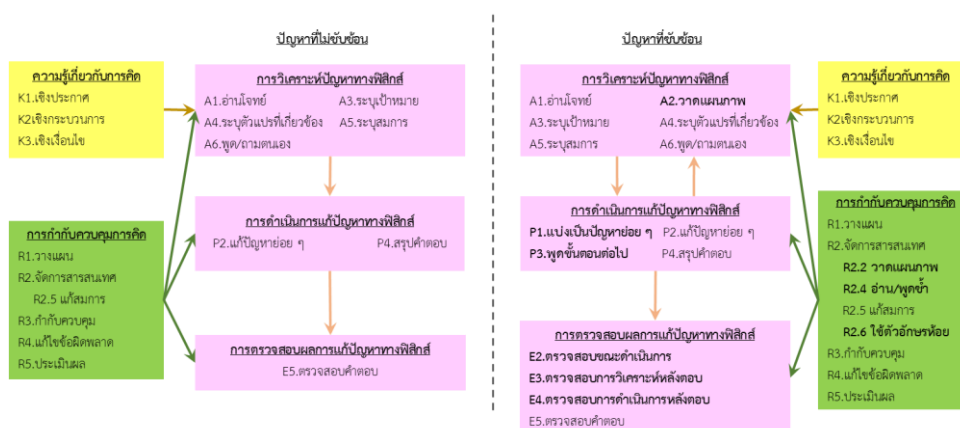 ปัญหาที่ไม่ซับซ้อน
ความรู้เกี่ยวกับการคิด
K1.เชิงประกาศ
K2เชิงกระบวนการ
K3.เชิงเงื่อนไข
การวิเคราะห์ปัญหาทางฟิสิกส์
A1.อ่านโจทย์ A3.ระบุเป้าหมาย
A4.ระบุตัวแปรที่เกี่ยวข้อง A5.ระบุสมการ
A6.พูด/ถามตนเอง
การกำกับควบคุมการคิด
R1.วางแผน
R2.จัดการสารสนเทศ
R2.5 แก้สมการ
R3.กำกับควบคุม
R4.แก้ไขข้อผิดพลาด
R5.ประเมินผล
การดำเนินการแก้ปัญหาทางฟิสิกส์
P2.แก้ปัญหาย่อย ๆ P4.สรุปคำตอบ
การตรวจสอบผลการแก้ปัญหาทางฟิสิกส์
E5.ตรวจสอบคำตอบ
ปัญหาที่ซับซ้อน
การวิเคราะห์ปัญหาทางฟิสิกส์
A1.อ่านโจทย์ A2.วาดแผนภาพ
A3.ระบุเป้าหมาย A4.ระบุตัวแปรที่เกี่ยวข้อง
A5.ระบุสมการ A6.พูด/ถามตนเอง
ความรู้เกี่ยวกับการคิด
K1.เชิงประกาศ
K2เชิงกระบวนการ
K3.เชิงเงื่อนไข
การดำเนินการแก้ปัญหาทางฟิสิกส์
P1.แบ่งเป็นปัญหาย่อย ๆ P2.แก้ปัญหาย่อย ๆ
P3.พูดขั้นตอนต่อไป P4.สรุปคำตอบ
การตรวจสอบผลการแก้ปัญหาทางฟิสิกส์
E2.ตรวจสอบขณะดำเนินการ
E3.ตรวจสอบการวิเคราะห์หลังตอบ
E4.ตรวจสอบการดำเนินการหลังตอบ
E5.ตรวจสอบคำตอบ
การกำกับควบคุมการคิด
R1.วางแผน
R2.จัดการสารสนเทศ
R2.2 วาดแผนภาพ
R2.4 อ่าน/พูดซ้ำ
R2.5 แก้สมการ
R2.6 ใช้ตัวอักษรห้อย
R3.กำกับควบคุม
R4.แก้ไขข้อผิดพลาด
R5.ประเมินผล